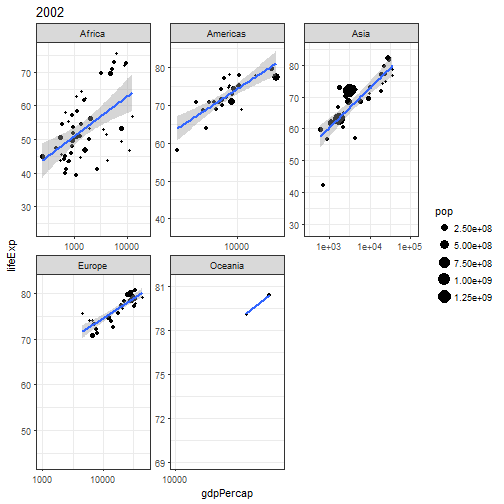 2002
Africa Americas Asia
70
60
50
40
30
80
70
60
50
40
80
70
60
50
40
30
1000 10000
10000
1e+03 1e+04 1e+05
lifeExp
pop
2.50e+08
5.00e+08
7.50e+08
1.00e+09
1.25e+09
Europe Oceania
80
70
60
50
81
78
75
72
69
1000 10000
10000
gdpPercap